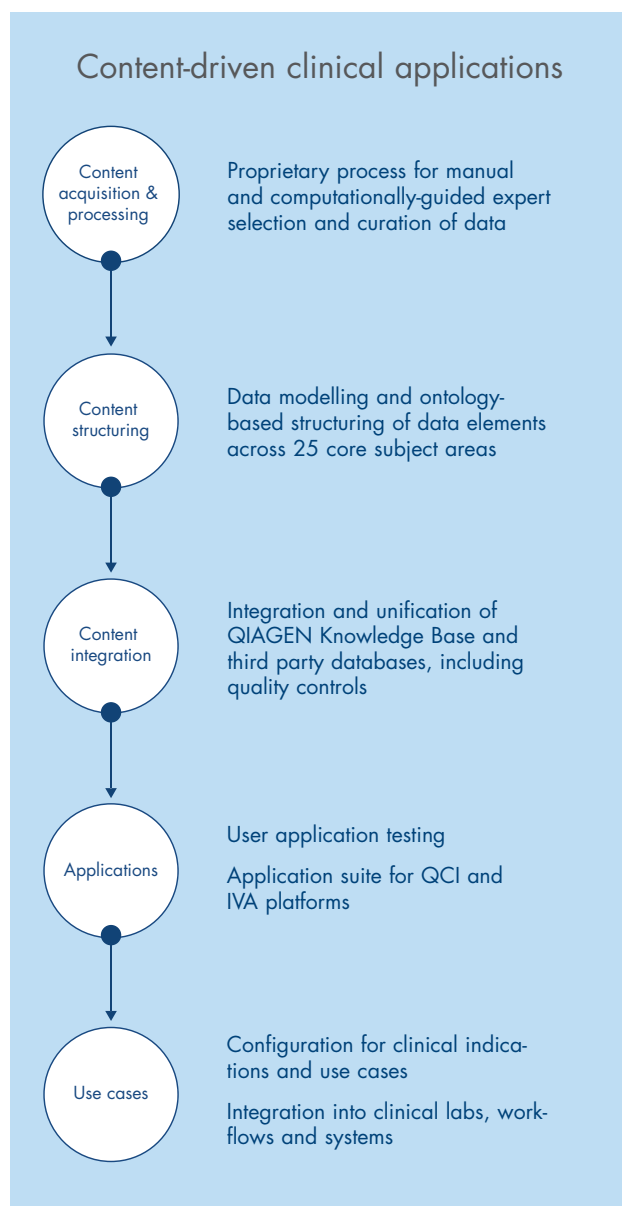 Content-driven clinical applications
Content
acquisition &
processing
Proprietary process for manual
and computationally-guided expert
selection and curation of data
Content
structuring
Data modelling and ontology-
based structuring of data elements
across 25 core subject areas
Content
integration
Integration and unification of
QIAGEN Knowledge Base and
third party databases, including
quality controls
Applications
User application testing
Application suite for QCI and
IVA platforms
Use cases
Configuration for clinical indica-
tions and use cases
Integration into clinical labs, work-
flows and systems